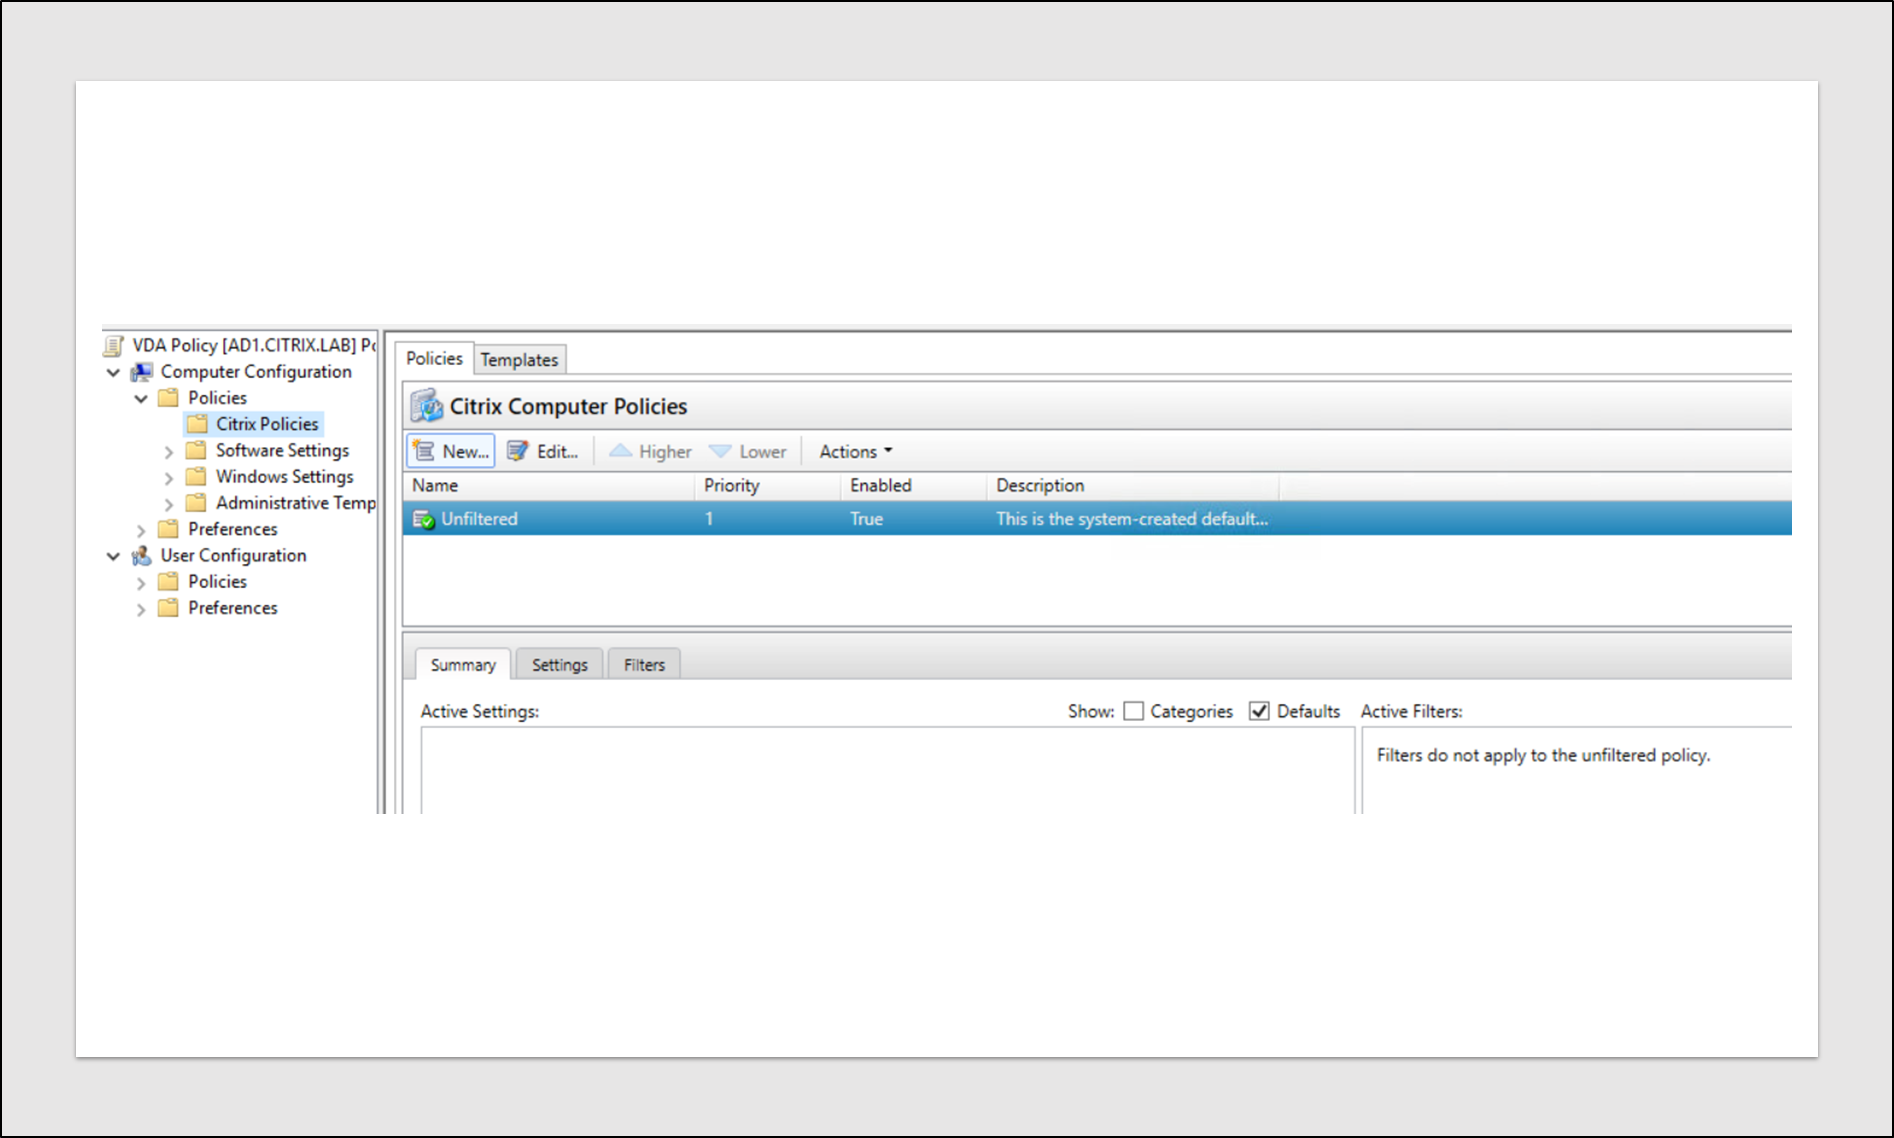 VDA Policy [AD1.CITRIX.LAB] Pc
Computer Configuration
Policies
Citrix Policies
Software Settings
Windows Settings
Administrative Temp
Preferences
User Configuration
Policies
Preferences
Policies Templates
Citrix Computer Policies
New... Edit... Higher Lower Actions
Name Priority Enabled Description
Unfiltered 1 True This is the system-created default...
Summary Settings Filters
Active Settings: Show: Categories Defaults Active Filters:
Filters do not apply to the unfiltered policy.